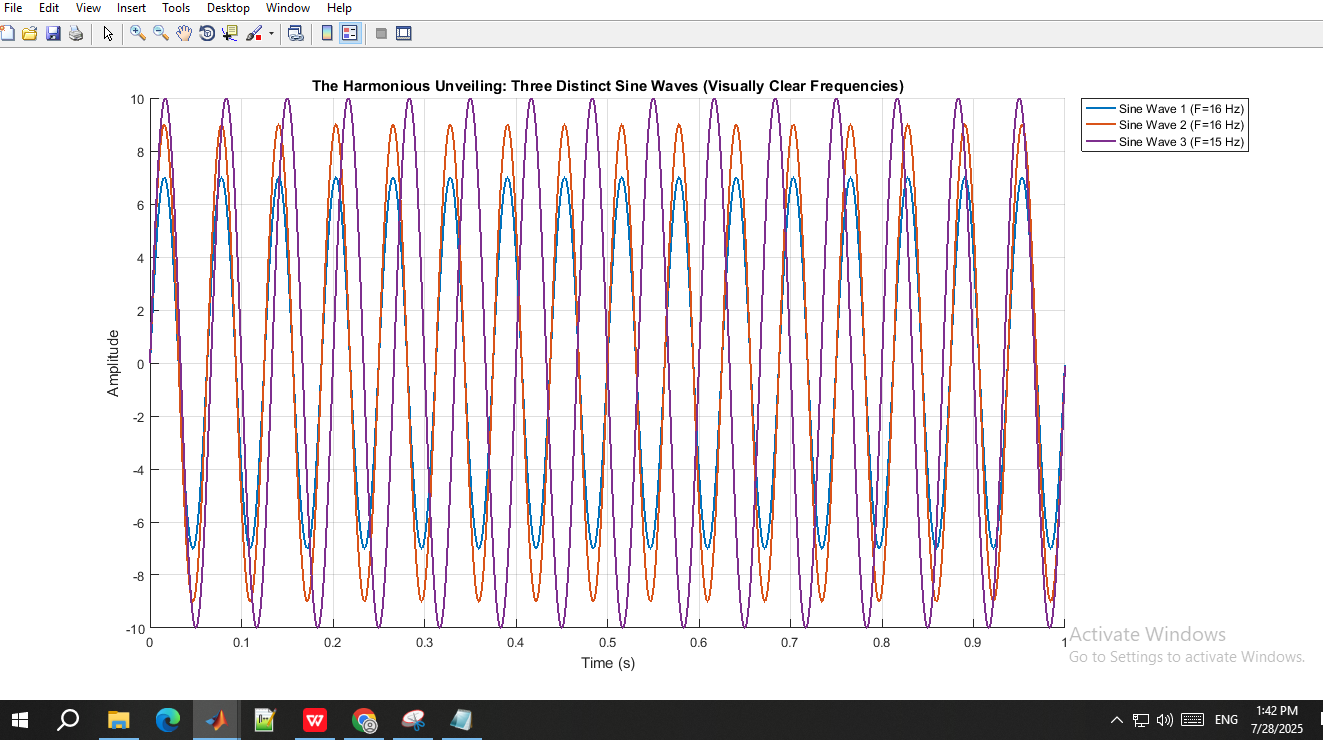 File Edit View Insert Tools Desktop Window Help
The Harmonious Unveiling: Three Distinct Sine Waves (Visually Clear Frequencies)
Sine Wave 1 (F=16 Hz)
Sine Wave 2 (F=16 Hz)
Sine Wave 3 (F=15 Hz)
Amplitude
10
8
6
4
2
0
-2
-4
-6
-8
-10
0 0.1 0.2 0.3 0.4 0.5 0.6 0.7 0.8 0.9 1
Time (s)
Activate Windows
Go to Settings to activate Windows.
ENG
1:42 PM
7/28/2025